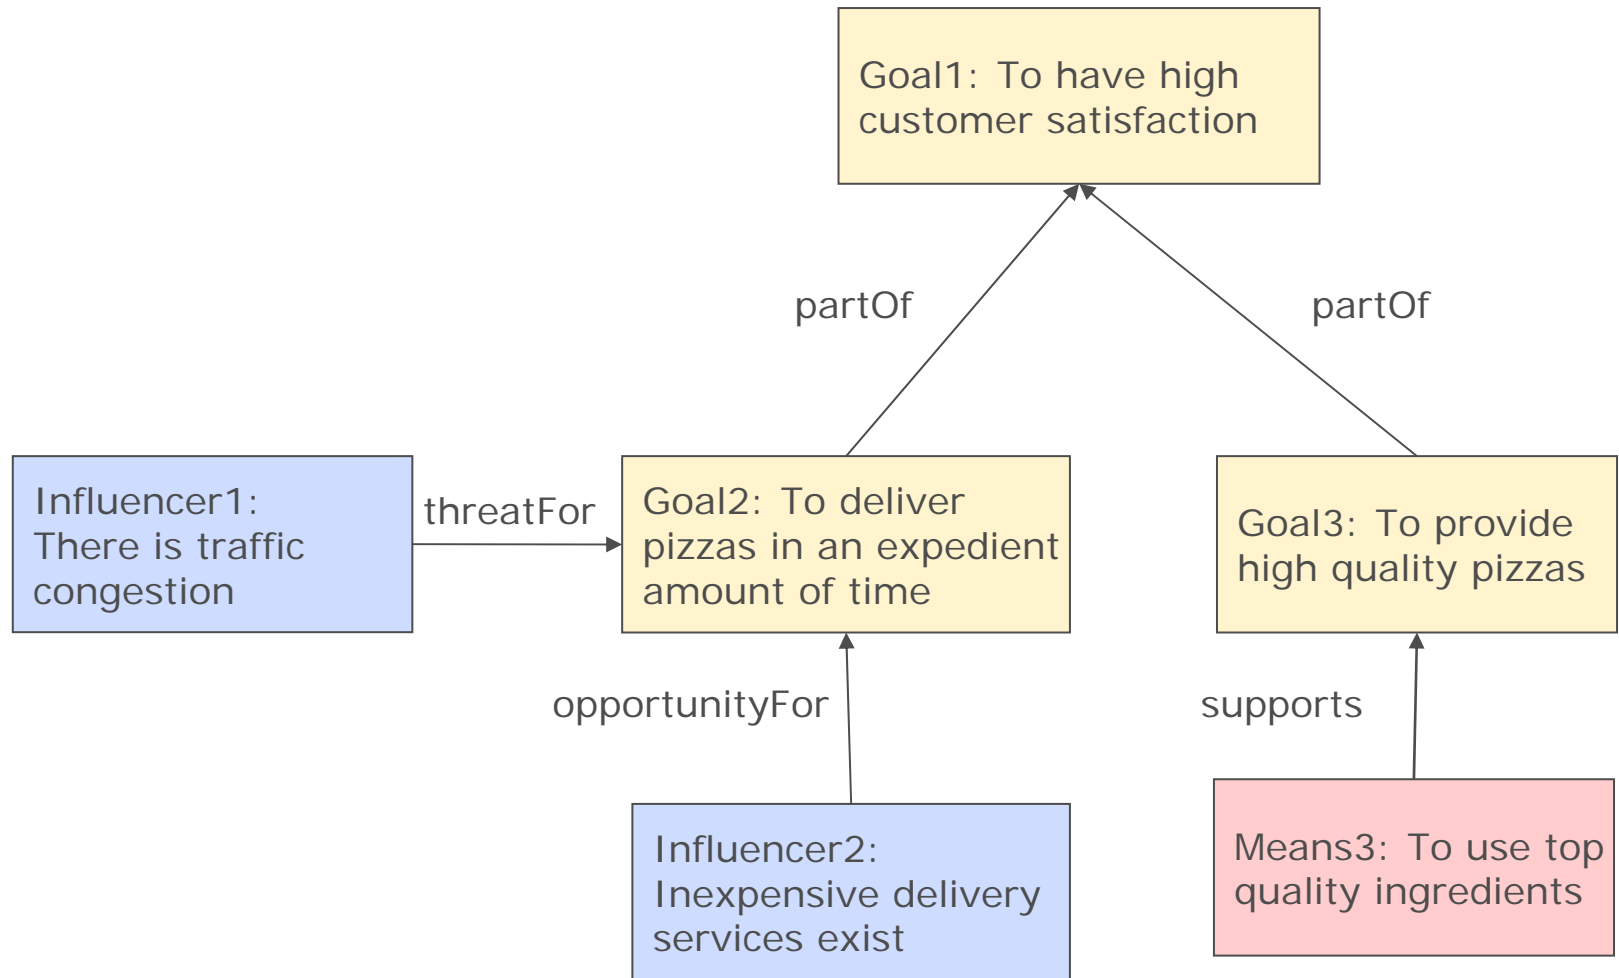 Goal1: To have high
customer satisfaction
partOf
partOf
Influencer1:
There is traffic
congestion
threatFor
Goal2: To deliver
pizzas in an expedient
amount of time
Goal3: To provide
high quality pizzas
opportunityFor
supports
Influencer2:
Inexpensive delivery
services exist
Means3: To use top
quality ingredients